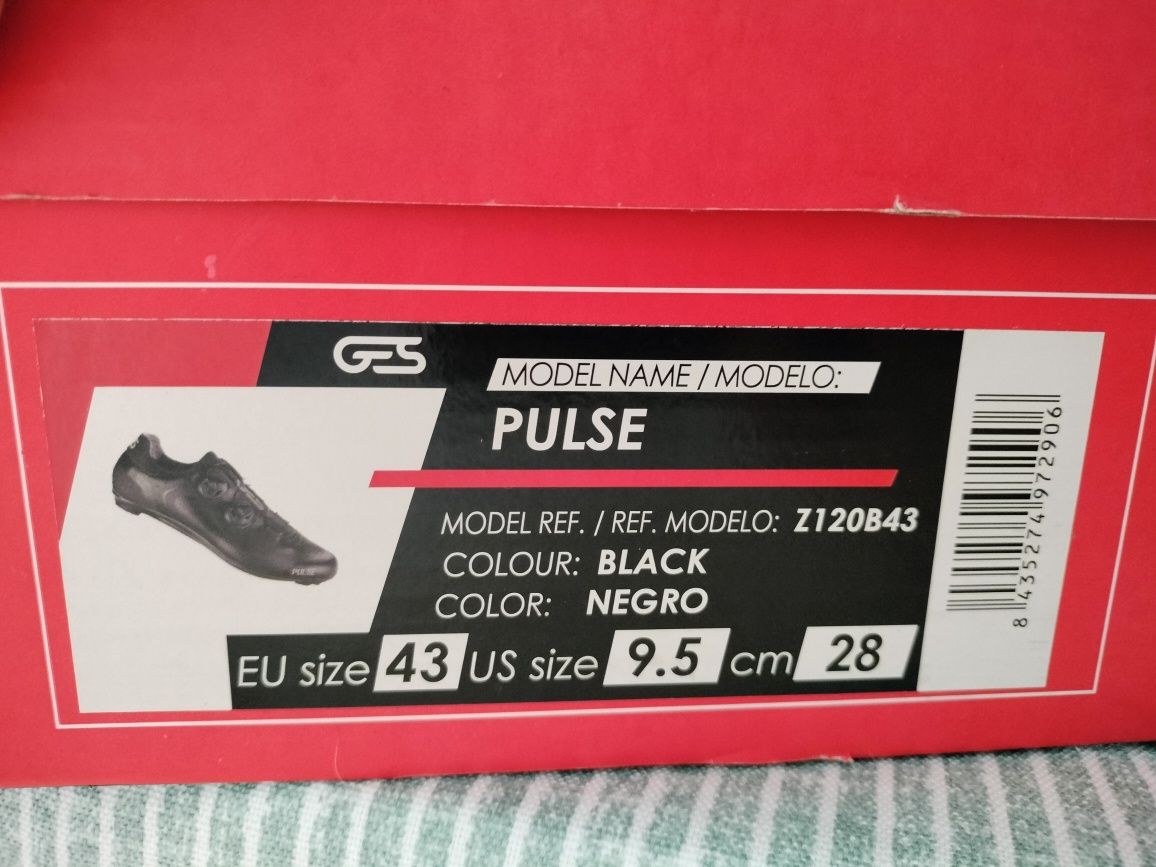 GES
MODEL NAME / MODELO:
PULSE
MODEL REF. / REF. MODELO: Z120B43
COLOUR: BLACK
COLOR: NEGRO
EU size 43 US size 9.5 cm 28
PULSE
8 435274 972906